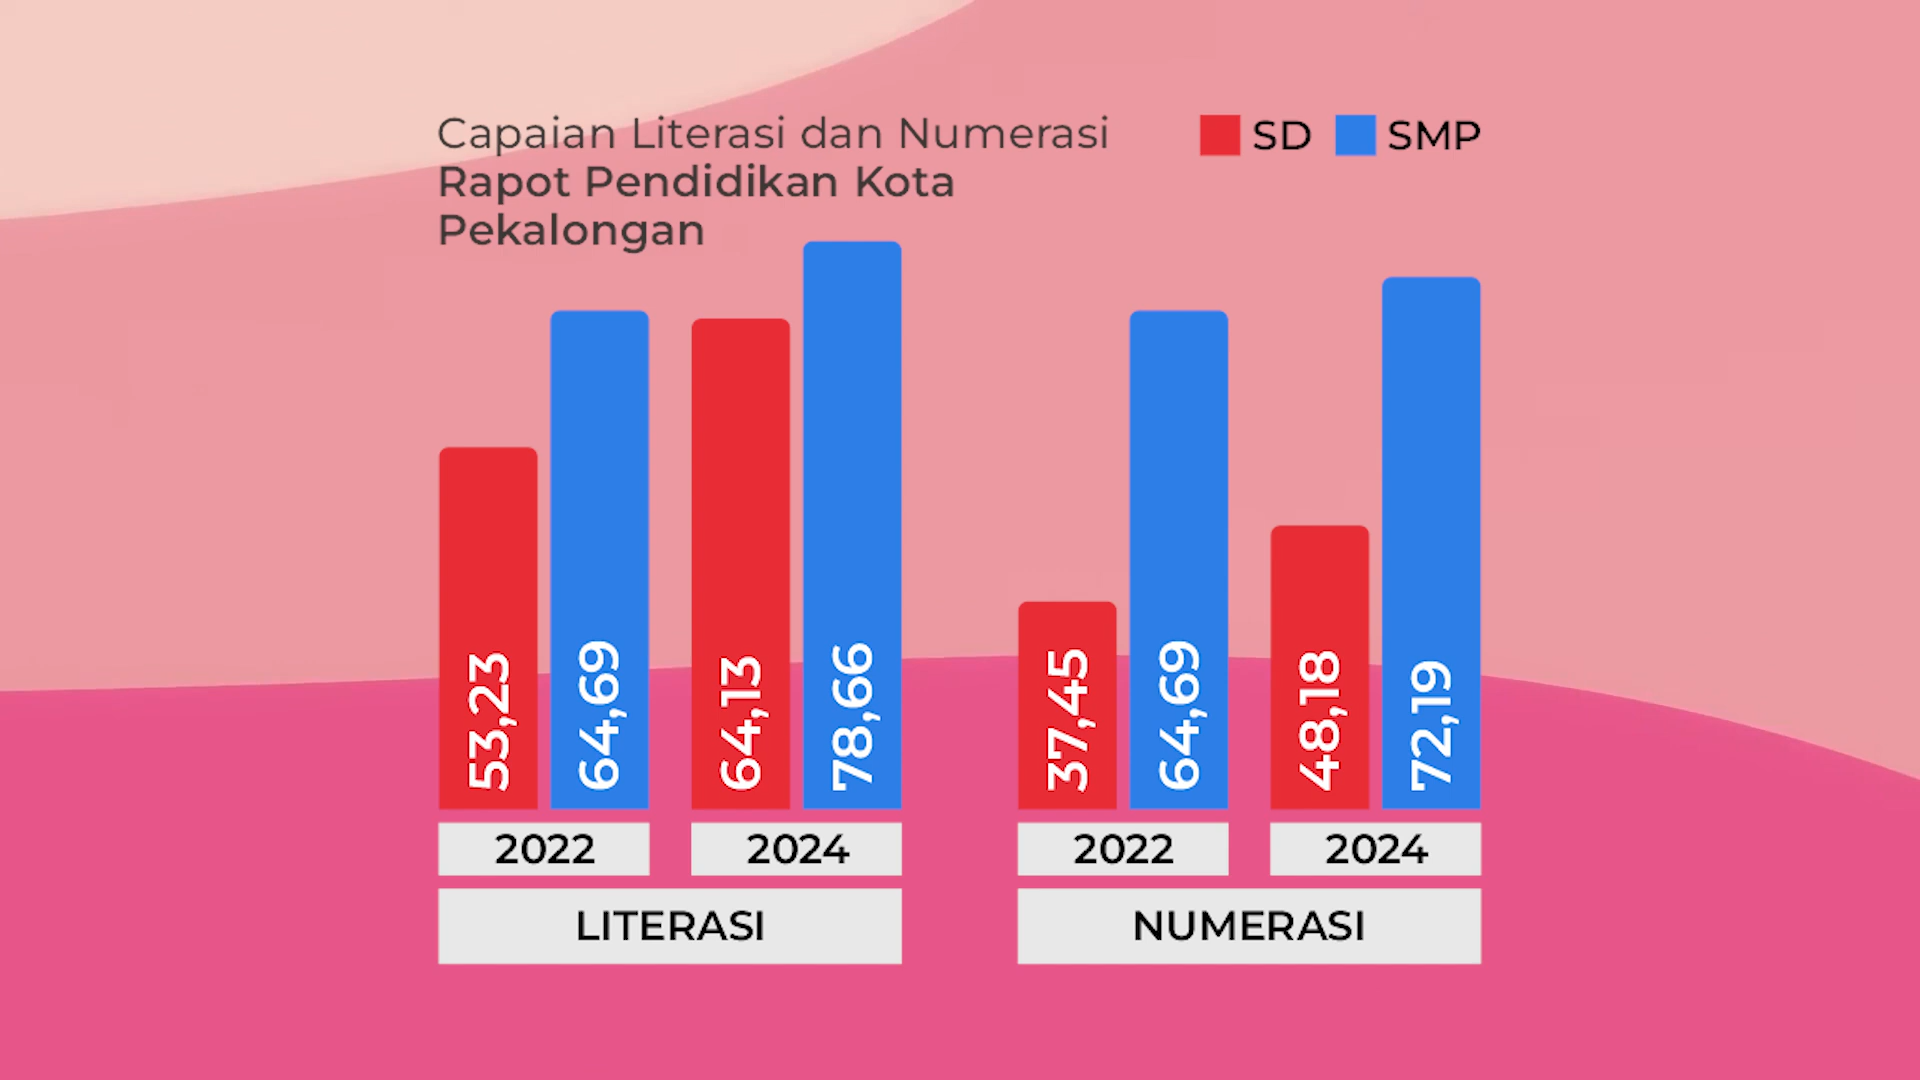 Capaian Literasi dan Numerasi
Rapot Pendidikan Kota
Pekalongan
SD SMP
53,23 64,69 64,13 78,66 37,45 64,69 48,18 72,19
2022 2024 2022 2024
LITERASI NUMERASI